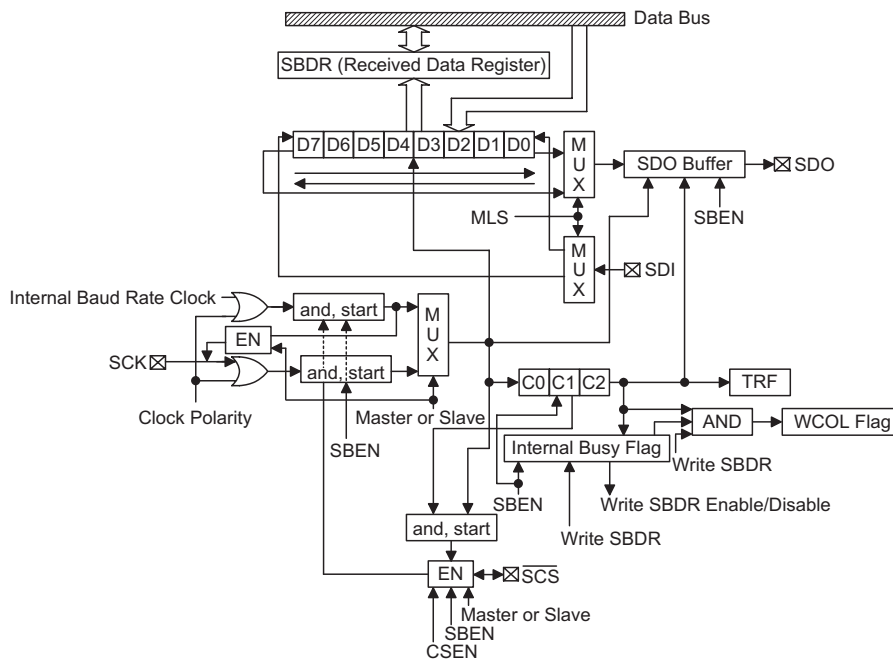 Data Bus
SBDR (Received Data Register)
D7 D6 D5 D4 D3 D2 D1 D0
MUX
SDO Buffer
SDO
MLS
SBEN
MUX
SDI
Internal Baud Rate Clock
and, start
MUX
EN
SCK
and, start
C0 C1 C2
TRF
Clock Polarity
Master or Slave
SBEN
AND
WCOL Flag
Internal Busy Flag
Write SBDR
SBEN
Write SBDR Enable/Disable
and, start
Write SBDR
EN
SCS
Master or Slave
SBEN
CSEN